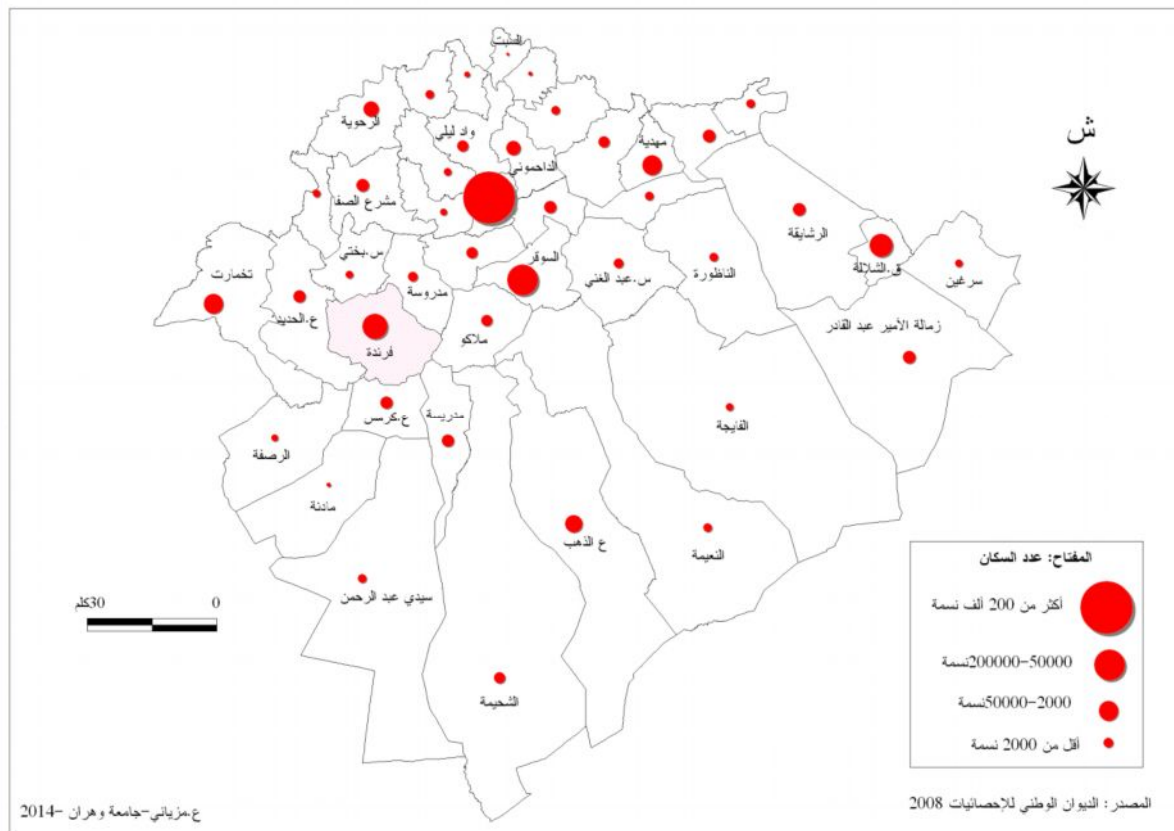 السبت
الرحوية
واد ليلي
مهدية
الداحموني
ش
مشرع الصفا
الرشايقة
س.بختي
السوقر
ق.الشلالة
تخمارت
مدروسة
س.عبد الغني
الناظورة
سرغين
ع.الحديد
ملاكو
زمالة الأمير عبد القادر
فرندة
ع.كرمس
مدريسة
الفايجة
الرصفة
مادنة
ع الذهب
النعيمة
سيدي عبد الرحمن
الشحيمة
30كلم
0
المفتاح: عدد السكان
أكثر من 200 ألف نسمة
200000-50000نسمة
50000-2000نسمة
أقل من 2000 نسمة
المصدر: الديوان الوطني للإحصائيات 2008
ع.مزياني-جامعة وهران -2014